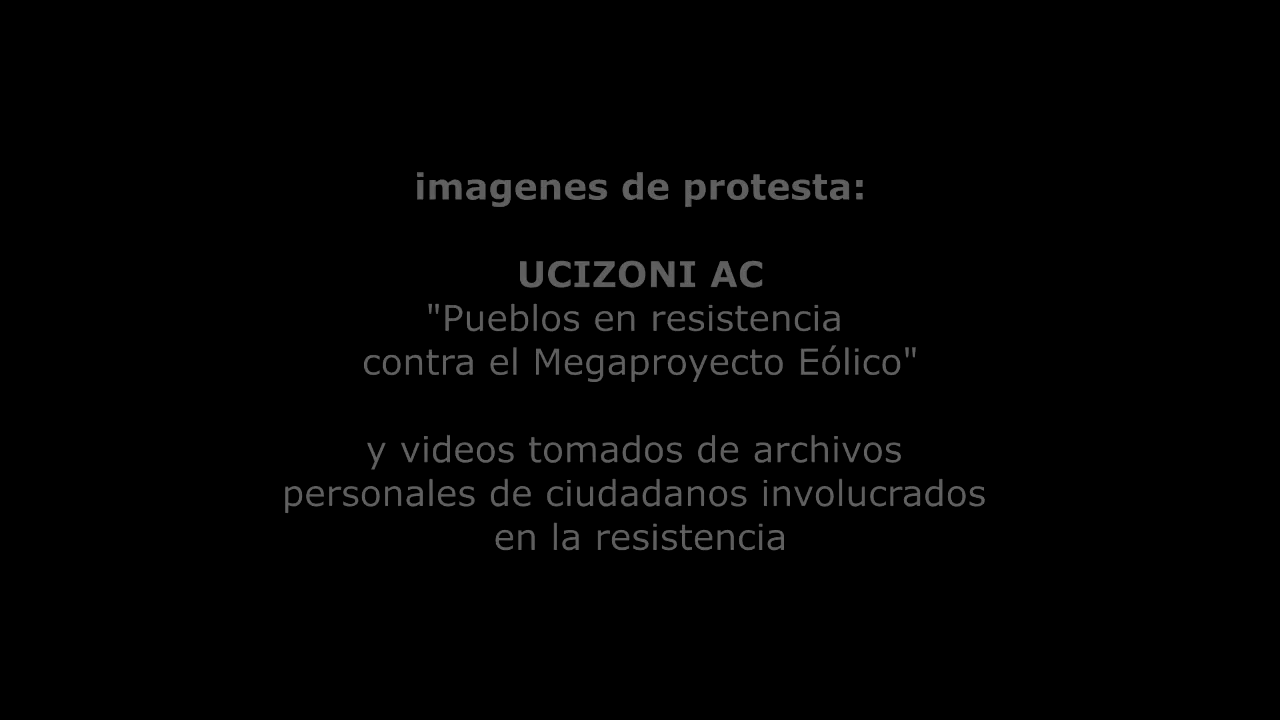 imagenes de protesta:
UCIZONI AC
"Pueblos en resistencia
contra el Megaproyecto Eólico"
y videos tomados de archivos
personales de ciudadanos involucrados
en la resistencia